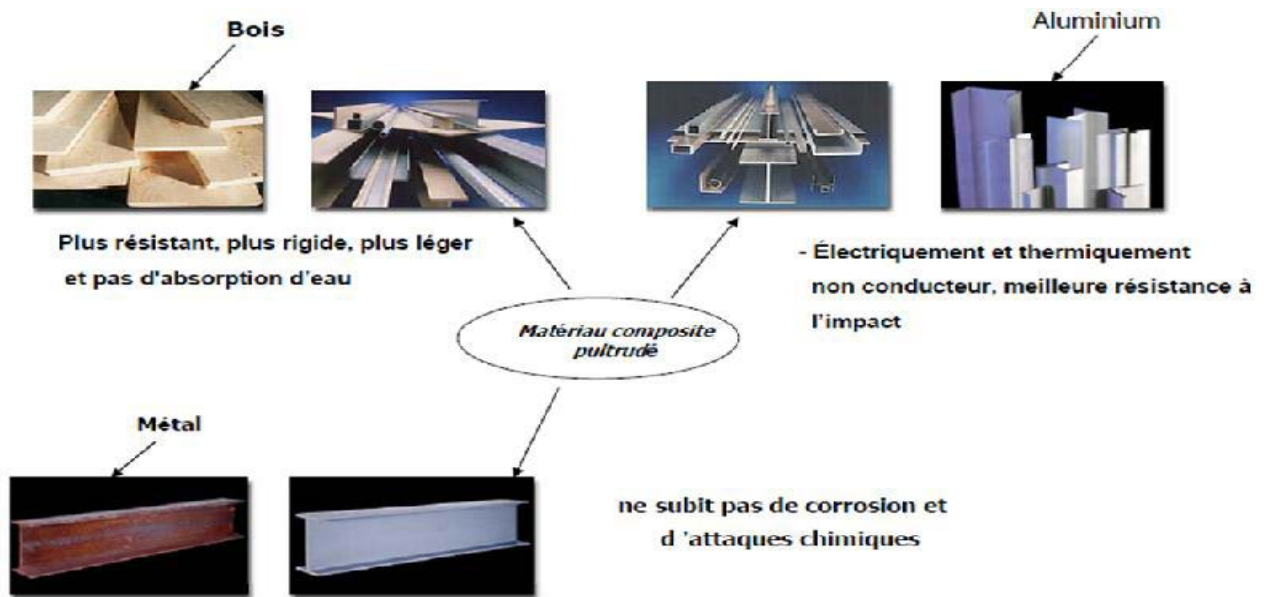 Bois
Aluminium
Plus résistant, plus rigide, plus léger
et pas d'absorption d'eau
- Électriquement et thermiquement
non conducteur, meilleure résistance à
l'impact
Matériau composite
pultrudé
Métal
ne subit pas de corrosion et
d 'attaques chimiques